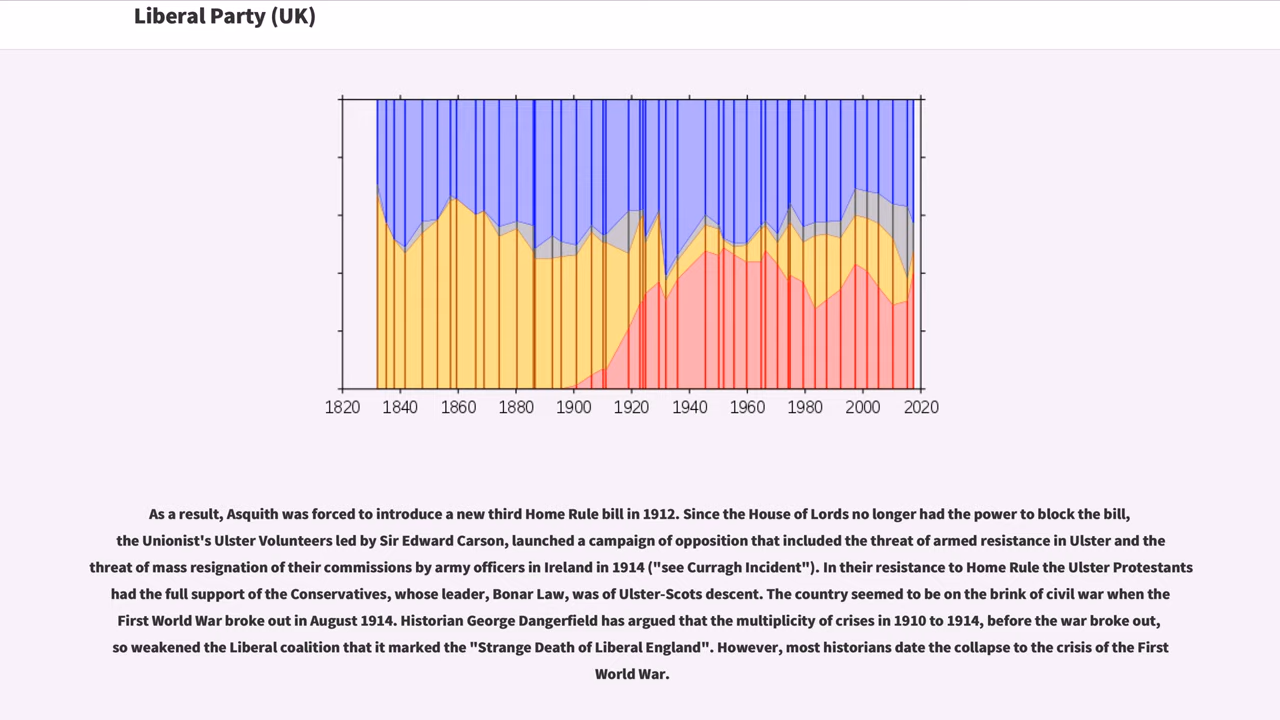 Liberal Party (UK)
1820 1840 1860 1880 1900 1920 1940 1960 1980 2000 2020
As a result, Asquith was forced to introduce a new third Home Rule bill in 1912. Since the House of Lords no longer had the power to block the bill,
the Unionist's Ulster Volunteers led by Sir Edward Carson, launched a campaign of opposition that included the threat of armed resistance in Ulster and the
threat of mass resignation of their commissions by army officers in Ireland in 1914 ("see Curragh Incident"). In their resistance to Home Rule the Ulster Protestants
had the full support of the Conservatives, whose leader, Bonar Law, was of Ulster-Scots descent. The country seemed to be on the brink of civil war when the
First World War broke out in August 1914. Historian George Dangerfield has argued that the multiplicity of crises in 1910 to 1914, before the war broke out,
so weakened the Liberal coalition that it marked the "Strange Death of Liberal England". However, most historians date the collapse to the crisis of the First
World War.